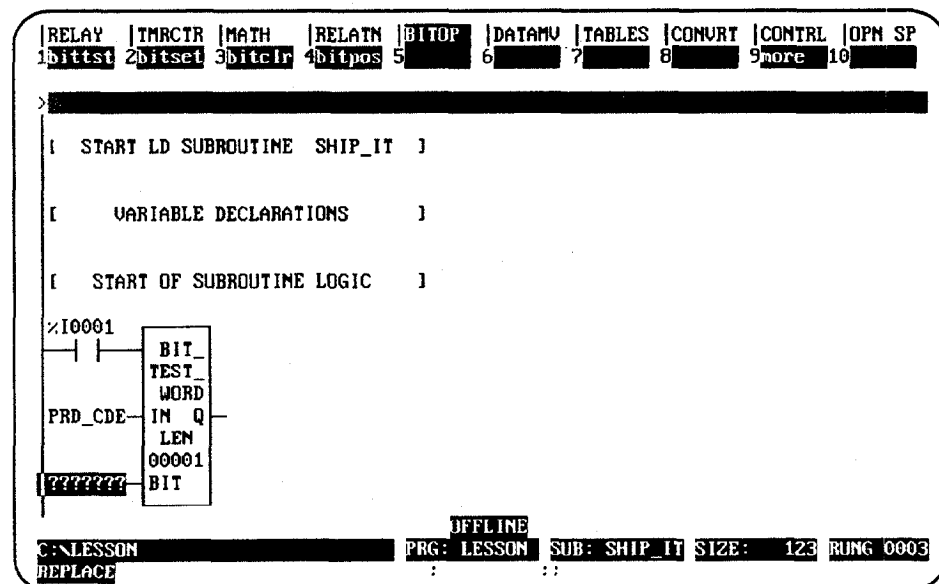 RELAY |TMRCTR |MATH |RELATN |BITOP |DATAMV |TABLES |CONVRT |CONTRL |OPN SP
1bittst 2bitset 3bitclr 4bitpos 5 6 7 8 9more 10
>
[ START LD SUBROUTINE SHIP_IT ]
[ VARIABLE DECLARATIONS ]
[ START OF SUBROUTINE LOGIC ]
%I0001
BIT_
TEST_
WORD
PRD_CDE IN Q
LEN
00001
??????? BIT
OFFLINE
C:\LESSON PRG: LESSON SUB: SHIP_IT SIZE: 123 RUNG 0003
REPLACE : ::